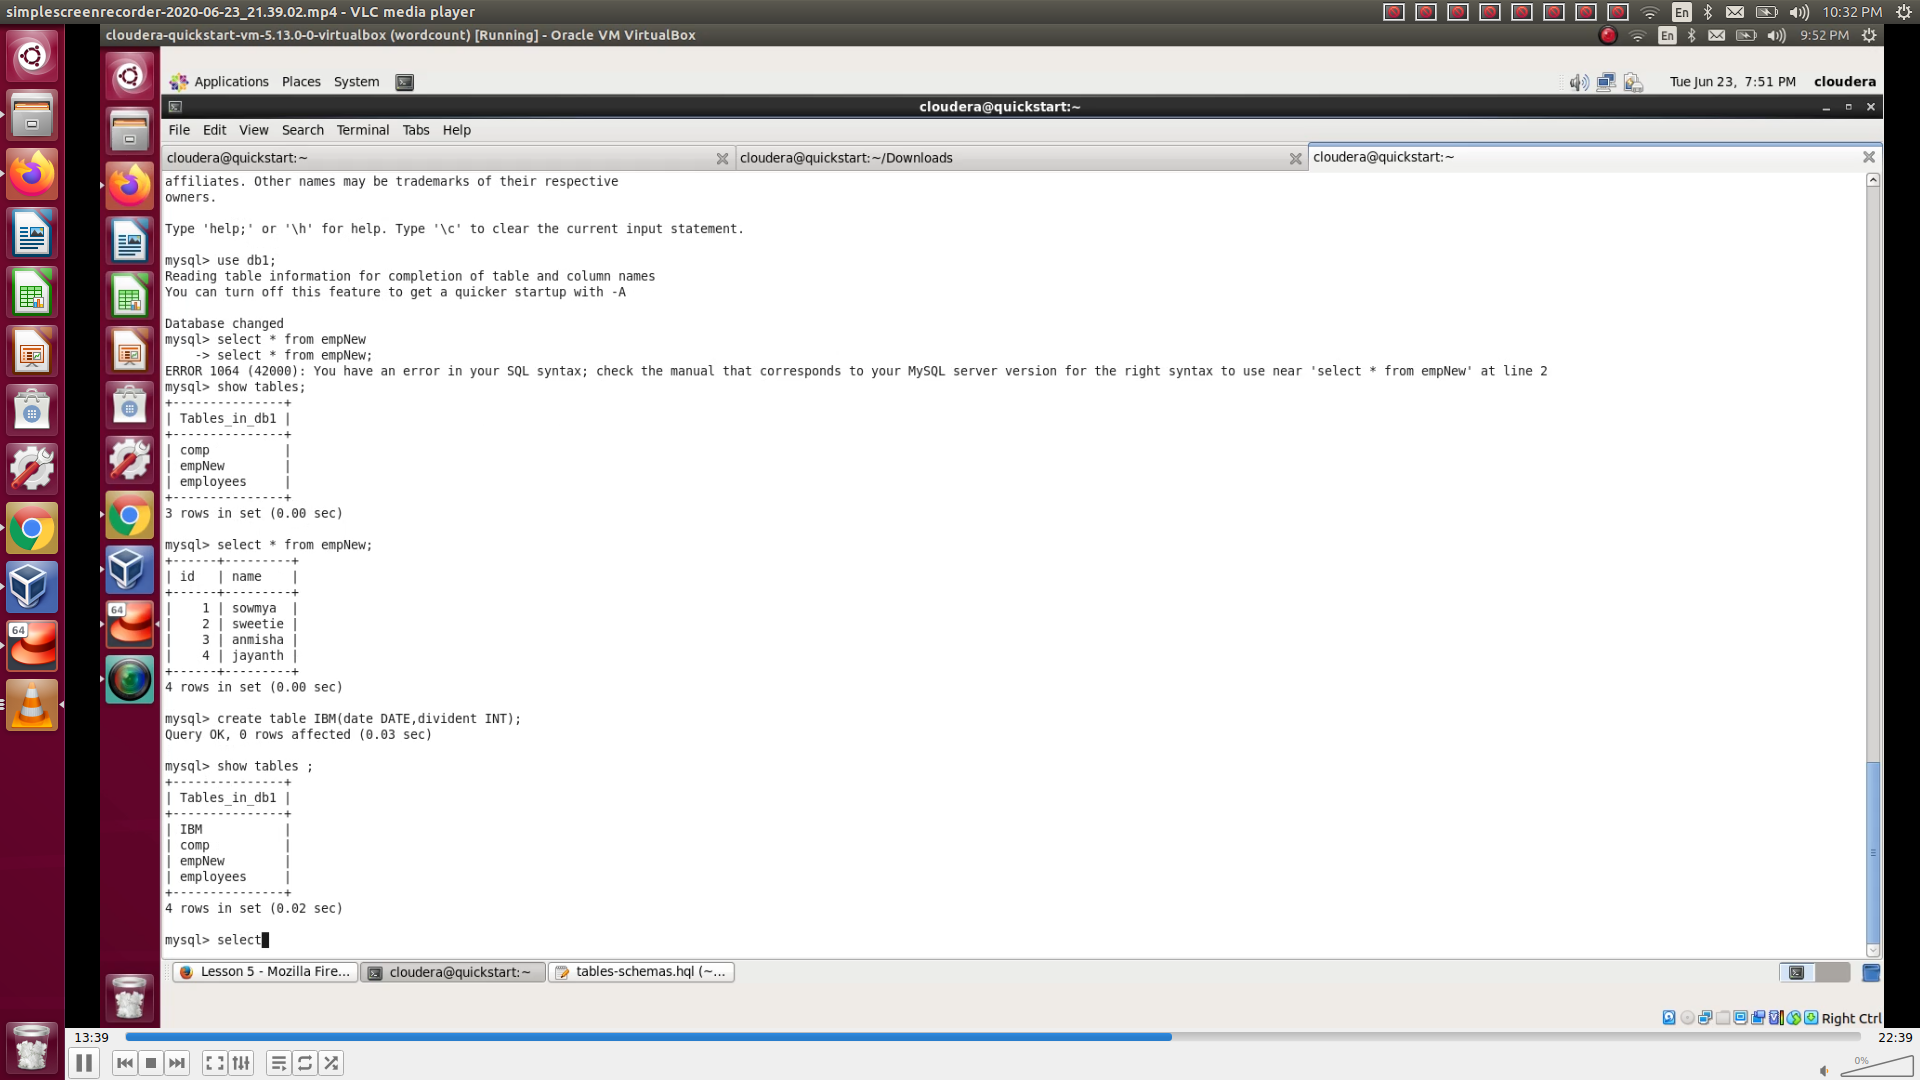 simplescreenrecorder-2020-06-23_21.39.02.mp4 - VLC media player
En
10:32 PM
cloudera-quickstart-vm-5.13.0-0-virtualbox (wordcount) [Running] - Oracle VM VirtualBox
En
9:52 PM
Applications Places System
Tue Jun 23, 7:51 PM cloudera
cloudera@quickstart:~
File Edit View Search Terminal Tabs Help
cloudera@quickstart:~
cloudera@quickstart:~/Downloads
cloudera@quickstart:~
affiliates. Other names may be trademarks of their respective
owners.
Type 'help;' or '\h' for help. Type '\c' to clear the current input statement.
mysql> use db1;
Reading table information for completion of table and column names
You can turn off this feature to get a quicker startup with -A
Database changed
mysql> select * from empNew
    -> select * from empNew;
ERROR 1064 (42000): You have an error in your SQL syntax; check the manual that corresponds to your MySQL server version for the right syntax to use near 'select * from empNew' at line 2
mysql> show tables;
+---------------+
| Tables_in_db1 |
+---------------+
| comp          |
| empNew        |
| employees     |
+---------------+
3 rows in set (0.00 sec)
mysql> select * from empNew;
+------+---------+
| id   | name    |
+------+---------+
|    1 | sowmya  |
|    2 | sweetie |
|    3 | anmisha |
|    4 | jayanth |
+------+---------+
4 rows in set (0.00 sec)
mysql> create table IBM(date DATE,divident INT);
Query OK, 0 rows affected (0.03 sec)
mysql> show tables ;
+---------------+
| Tables_in_db1 |
+---------------+
| IBM           |
| comp          |
| empNew        |
| employees     |
+---------------+
4 rows in set (0.02 sec)
mysql> select
64
64
Lesson 5 - Mozilla Fire...
cloudera@quickstart:~
tables-schemas.hql (~...
Right Ctrl
13:39
22:39
0%